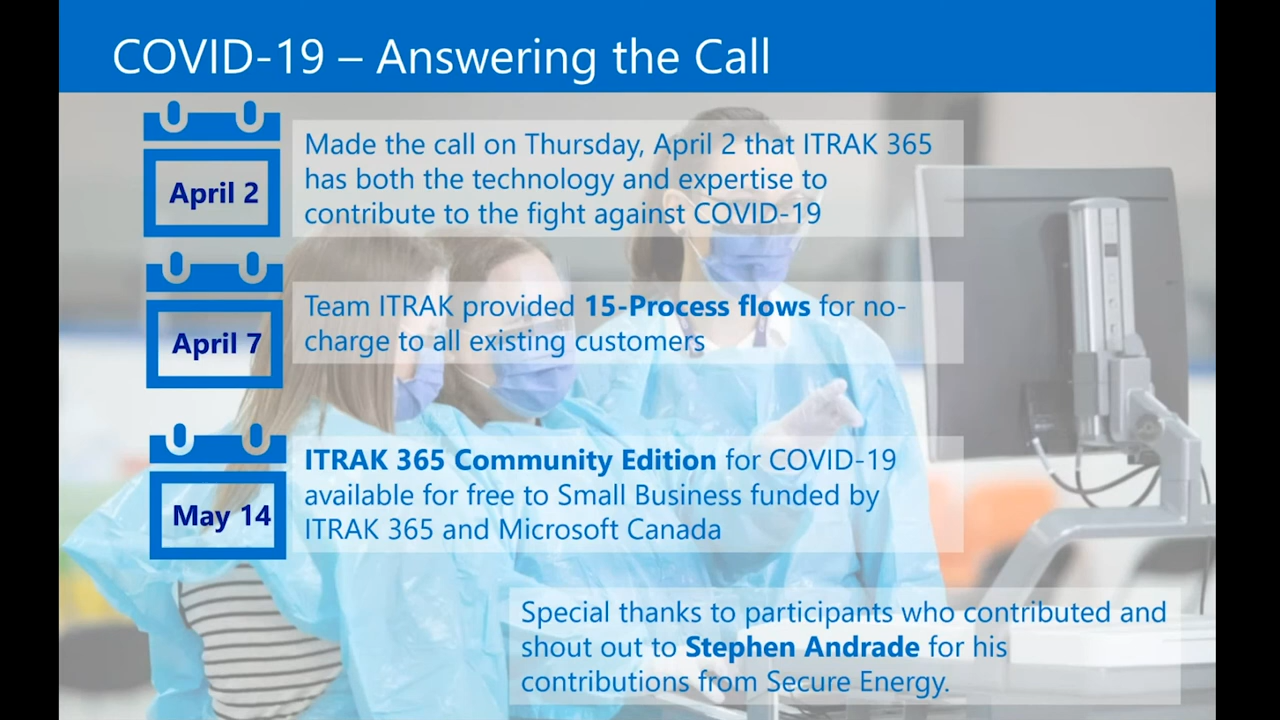 COVID-19 – Answering the Call
April 2
Made the call on Thursday, April 2 that ITRAK 365
has both the technology and expertise to
contribute to the fight against COVID-19
April 7
Team ITRAK provided 15-Process flows for no-
charge to all existing customers
May 14
ITRAK 365 Community Edition for COVID-19
available for free to Small Business funded by
ITRAK 365 and Microsoft Canada
Special thanks to participants who contributed and
shout out to Stephen Andrade for his
contributions from Secure Energy.